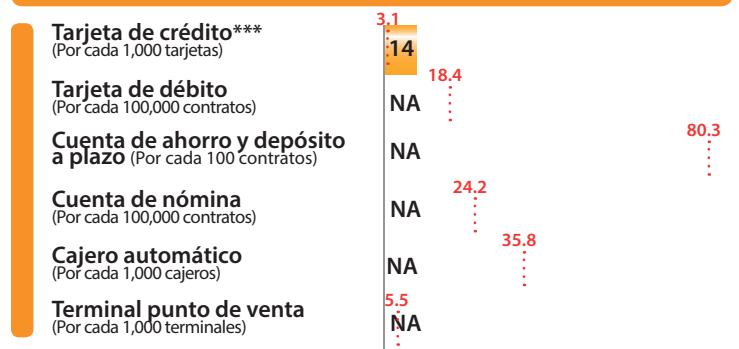 3.1
Tarjeta de crédito***
(Por cada 1,000 tarjetas)
14
18.4
Tarjeta de débito
(Por cada 100,000 contratos)
NA
80.3
Cuenta de ahorro y depósito
a plazo (Por cada 100 contratos)
NA
24.2
Cuenta de nómina
(Por cada 100,000 contratos)
NA
35.8
Cajero automático
(Por cada 1,000 cajeros)
NA
5.5
Terminal punto de venta
(Por cada 1,000 terminales)
NA